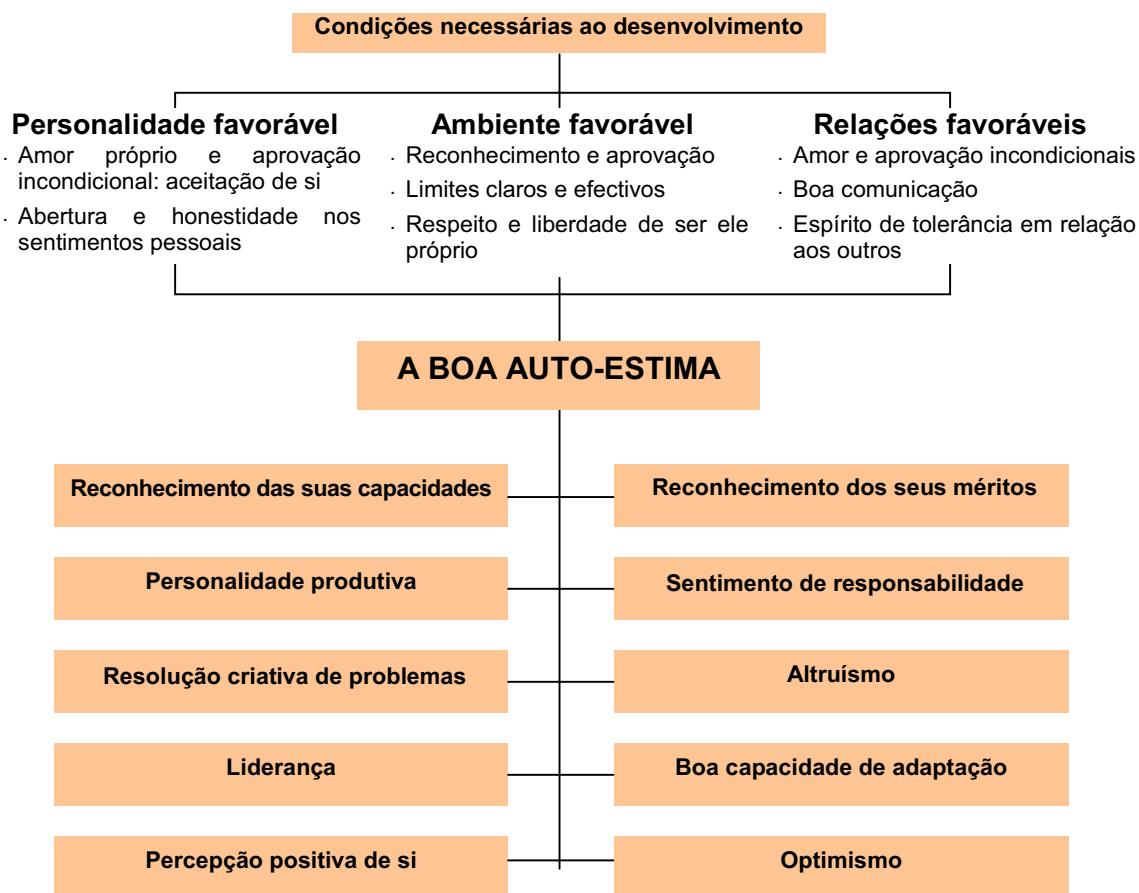 Condições necessárias ao desenvolvimento
Personalidade favorável
· Amor próprio e aprovação
incondicional: aceitação de si
· Abertura e honestidade nos
sentimentos pessoais
Ambiente favorável
· Reconhecimento e aprovação
· Limites claros e efectivos
· Respeito e liberdade de ser ele
próprio
Relações favoráveis
· Amor e aprovação incondicionais
· Boa comunicação
· Espírito de tolerância em relação
aos outros
A BOA AUTO-ESTIMA
Reconhecimento das suas capacidades
Reconhecimento dos seus méritos
Personalidade produtiva
Sentimento de responsabilidade
Resolução criativa de problemas
Altruísmo
Liderança
Boa capacidade de adaptação
Percepção positiva de si
Optimismo